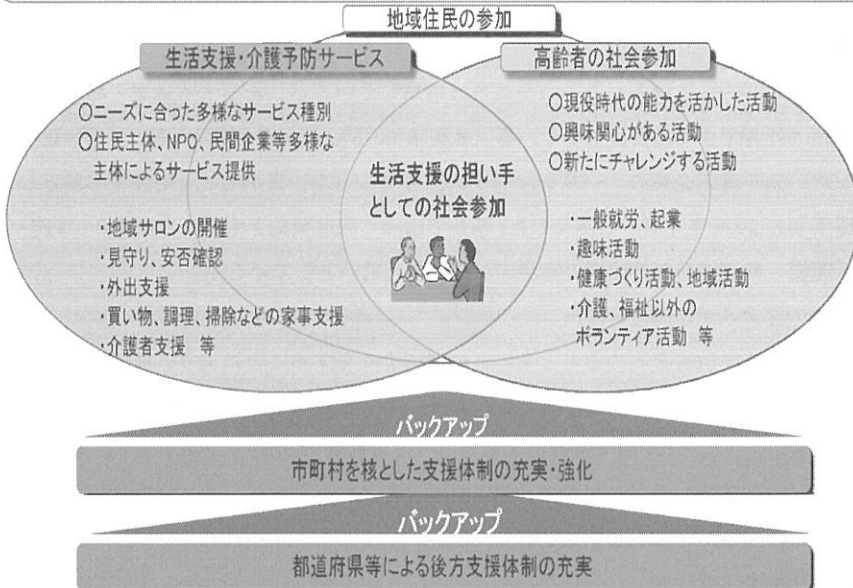 地域住民の参加
生活支援・介護予防サービス
〇ニーズに合った多様なサービス種別
〇住民主体、NPO、民間企業等多様な
主体によるサービス提供
・地域サロンの開催
・見守り、安否確認
・外出支援
・買い物、調理、掃除などの家事支援
・介護者支援 等
生活支援の担い手
としての社会参加
高齢者の社会参加
〇現役時代の能力を活かした活動
〇興味関心がある活動
〇新たにチャレンジする活動
・一般就労、起業
・趣味活動
・健康づくり活動、地域活動
・介護、福祉以外の
ボランティア活動 等
バックアップ
市町村を核とした支援体制の充実・強化
バックアップ
都道府県等による後方支援体制の充実